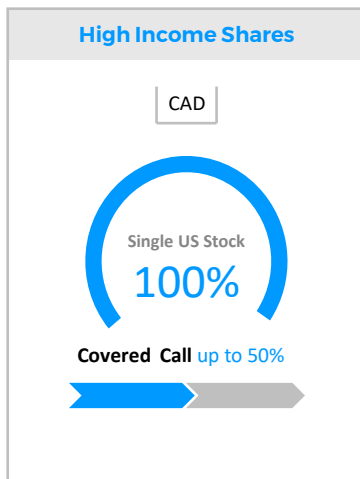 High Income Shares
CAD
Single US Stock
100%
Covered Call up to 50%